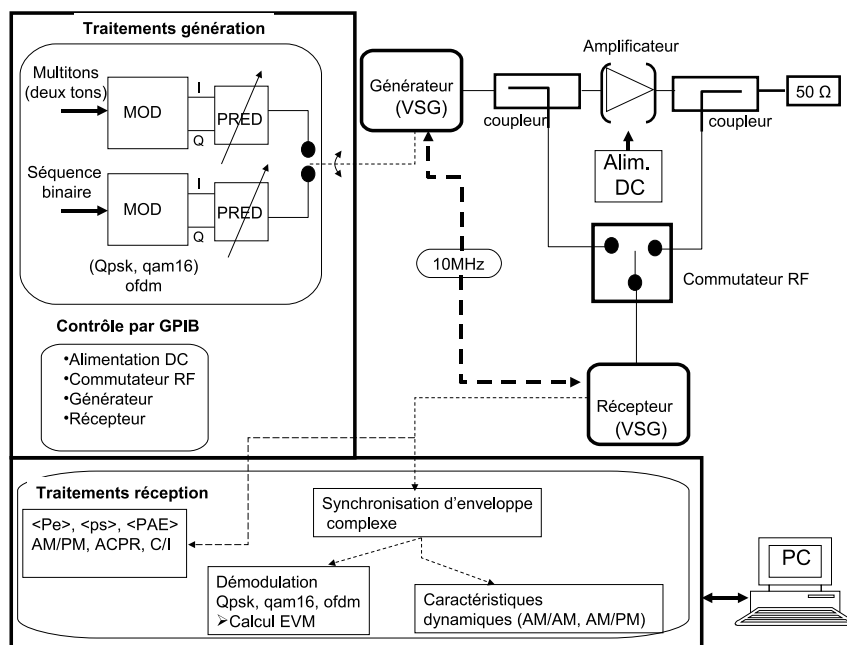 Traitements génération
Multitons
(deux tons)
MOD
I
Q
PRED
Séquence
binaire
MOD
I
Q
PRED
(Qpsk, qam16)
ofdm
Contrôle par GPIB
•Alimentation DC
•Commutateur RF
•Générateur
•Récepteur
Générateur
(VSG)
coupleur
Amplificateur
Alim.
DC
coupleur
50 Ω
10MHz
Commutateur RF
Récepteur
(VSG)
Traitements réception
<Pe>, <ps>, <PAE>
AM/PM, ACPR, C/I
Synchronisation d’enveloppe
complexe
Démodulation
Qpsk, qam16, ofdm
➢Calcul EVM
Caractéristiques
dynamiques (AM/AM, AM/PM)
PC